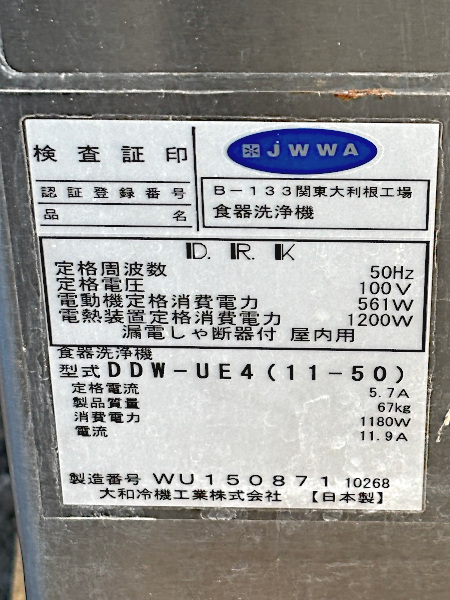 検査証印
JWWA
認証登録番号
B-133関東大利根工場
品名
食器洗浄機
D.R.K
定格周波数 50Hz
定格電圧 100V
電動機定格消費電力 561W
電熱装置定格消費電力 1200W
漏電しゃ断器付 屋内用
食器洗浄機
型式 DDW-UE4(11-50)
定格電流 5.7A
製品質量 67kg
消費電力 1180W
電流 11.9A
製造番号 WU150871 10268
大和冷機工業株式会社 【日本製】